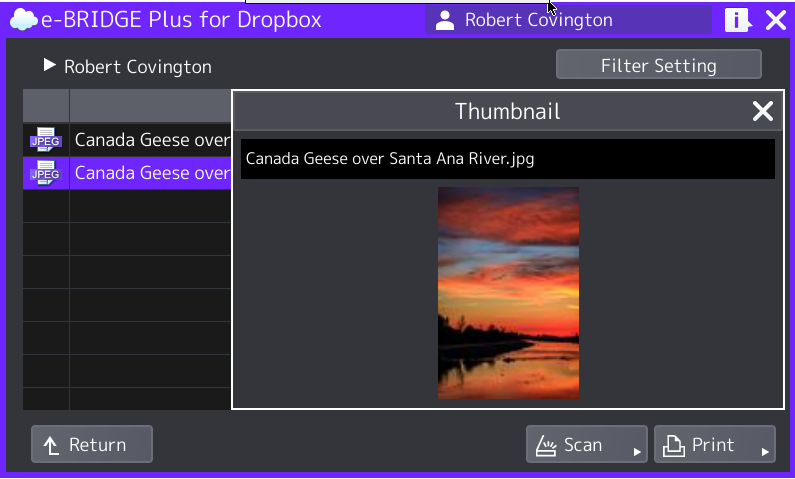 e-BRIDGE Plus for Dropbox
Robert Covington
i
Robert Covington
Filter Setting
Thumbnail
JPEG Canada Geese over
Canada Geese over Santa Ana River.jpg
JPEG Canada Geese over
Return
Scan
Print